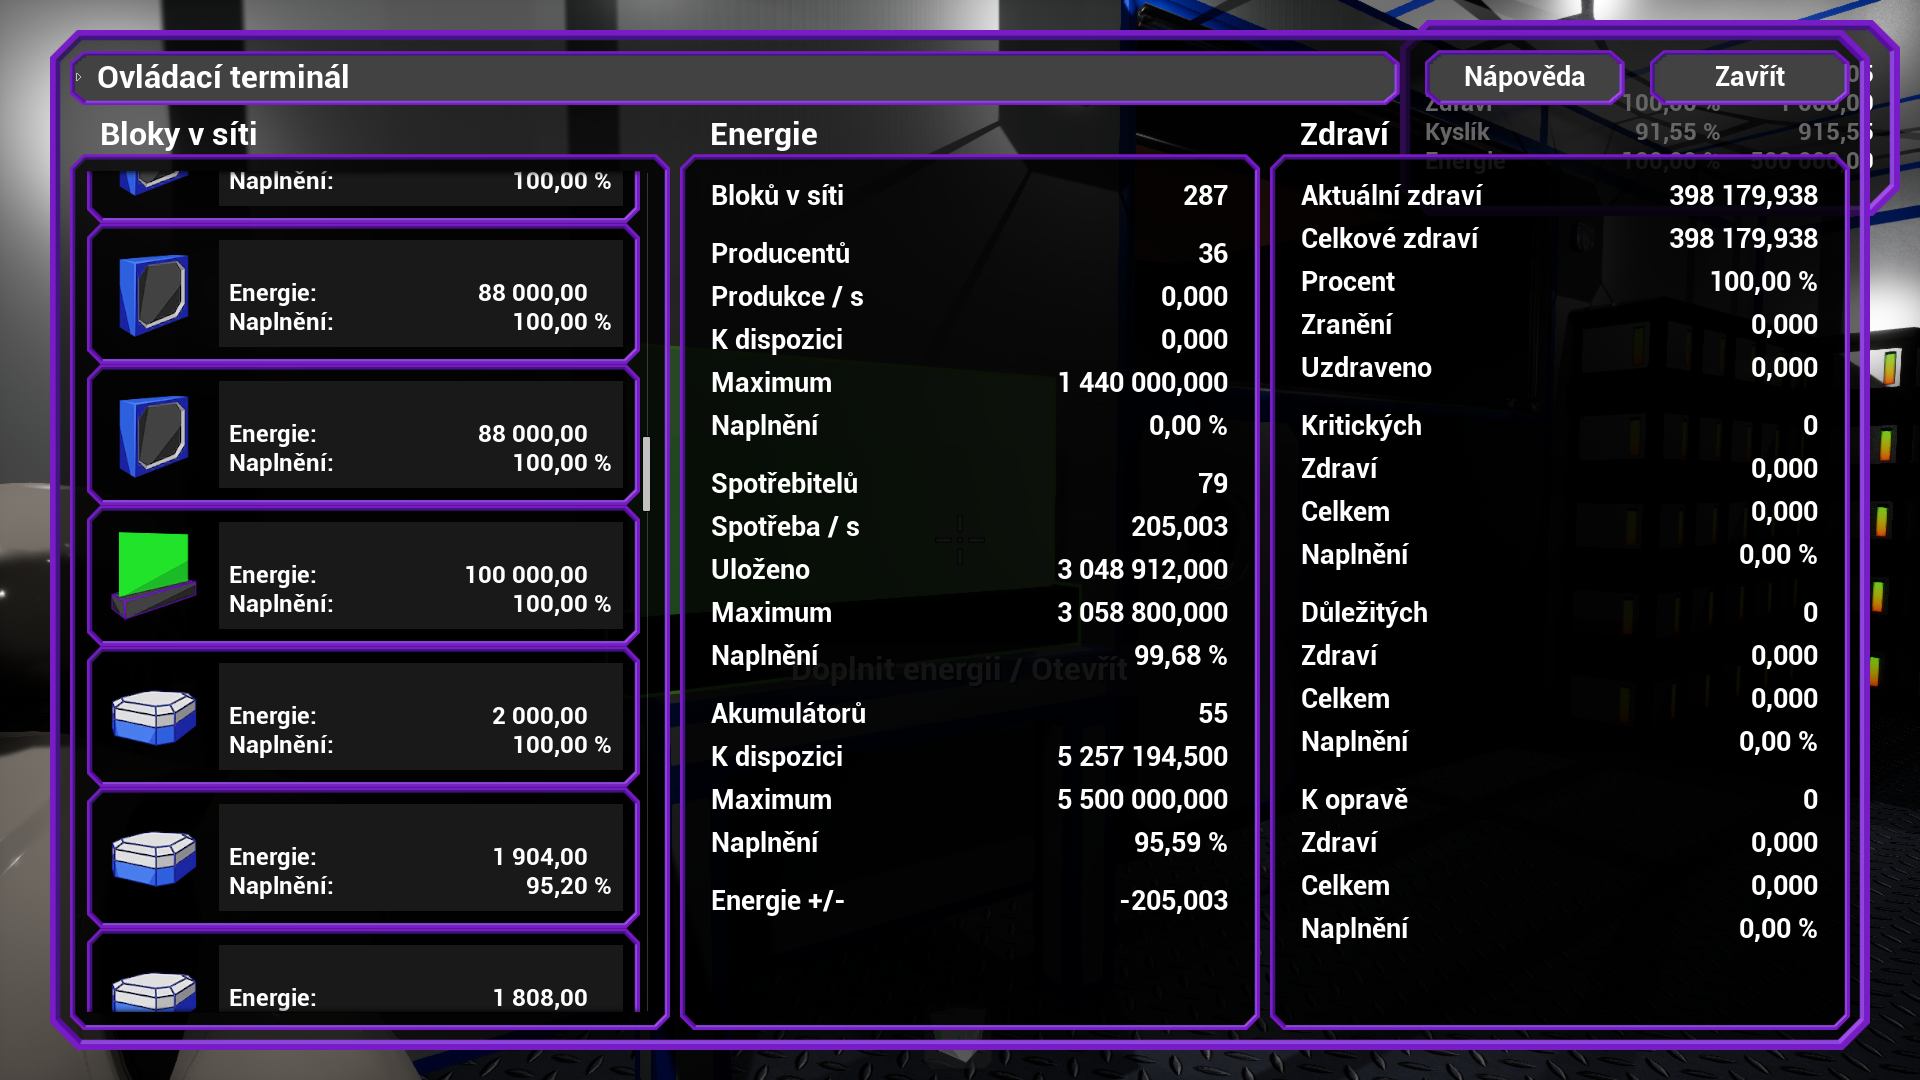 Ovládací terminál
Nápověda
Zavřít
Zdraví 100,00 %
Kyslík 91,55 % 915,55
Energie 100,00 %
Bloky v síti
Naplnění: 100,00 %
Energie: 88 000,00
Naplnění: 100,00 %
Energie: 88 000,00
Naplnění: 100,00 %
Energie: 100 000,00
Naplnění: 100,00 %
Energie: 2 000,00
Naplnění: 100,00 %
Energie: 1 904,00
Naplnění: 95,20 %
Energie: 1 808,00
Energie
Bloků v síti 287
Producentů 36
Produkce / s 0,000
K dispozici 0,000
Maximum 1 440 000,000
Naplnění 0,00 %
Spotřebitelů 79
Spotřeba / s 205,003
Uloženo 3 048 912,000
Maximum 3 058 800,000
Naplnění 99,68 %
Doplnit energii / Otevřít
Akumulátorů 55
K dispozici 5 257 194,500
Maximum 5 500 000,000
Naplnění 95,59 %
Energie +/- -205,003
Zdraví
Aktuální zdraví 398 179,938
Celkové zdraví 398 179,938
Procent 100,00 %
Zranění 0,000
Uzdraveno 0,000
Kritických 0
Zdraví 0,000
Celkem 0,000
Naplnění 0,00 %
Důležitých 0
Zdraví 0,000
Celkem 0,000
Naplnění 0,00 %
K opravě 0
Zdraví 0,000
Celkem 0,000
Naplnění 0,00 %